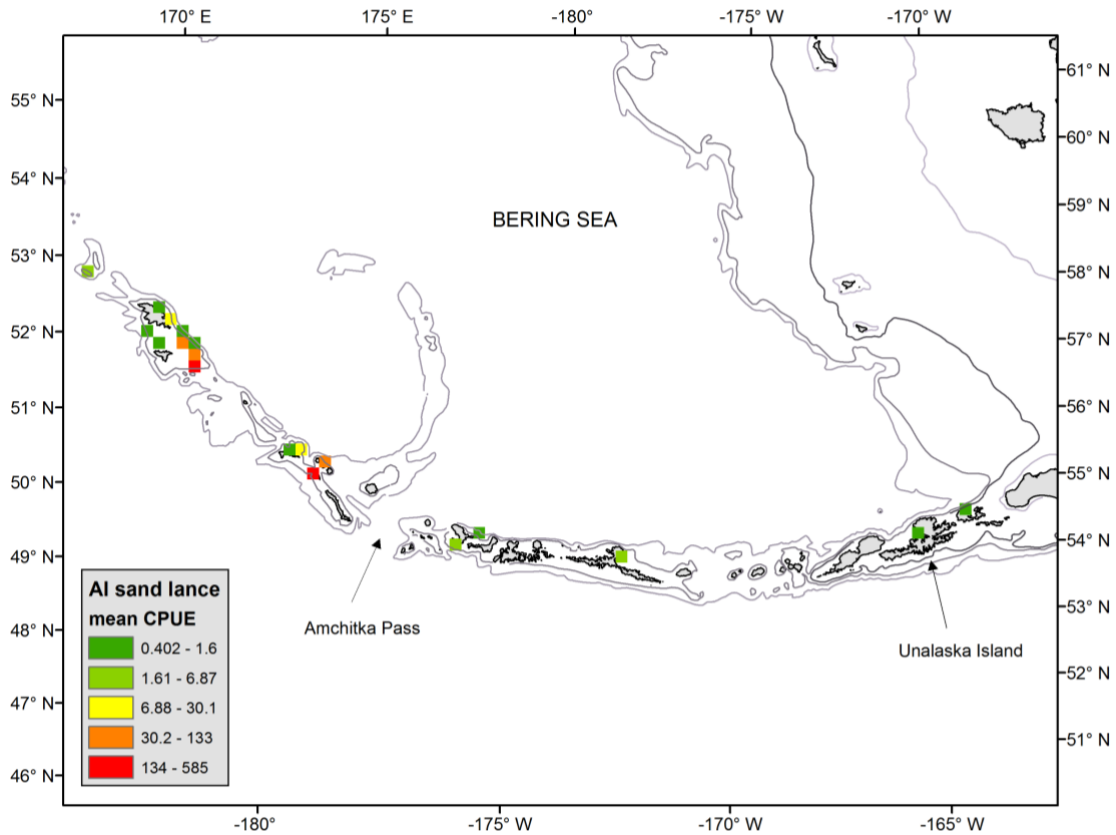 170° E 175° E -180° -175° W -170° W
55° N
54° N
53° N
52° N
51° N
50° N
49° N
48° N
47° N
46° N
61° N
60° N
59° N
58° N
57° N
56° N
55° N
54° N
53° N
52° N
51° N
BERING SEA
Amchitka Pass
Unalaska Island
AI sand lance
mean CPUE
0.402 - 1.6
1.61 - 6.87
6.88 - 30.1
30.2 - 133
134 - 585
-180° -175° W -170° W -165° W